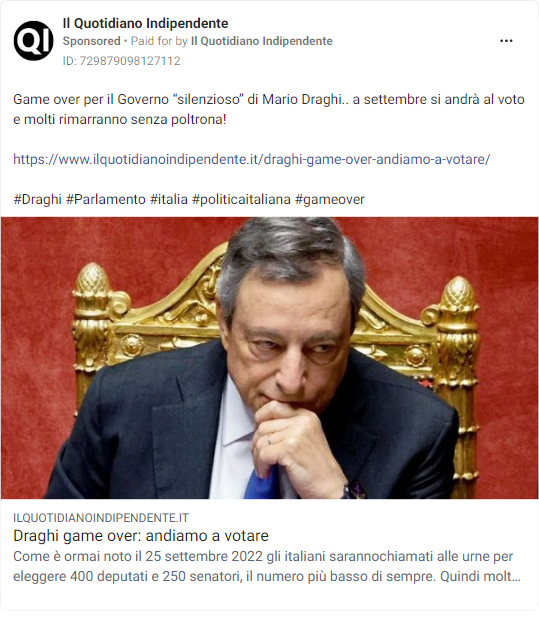 QI
Il Quotidiano Indipendente
Sponsored • Paid for by Il Quotidiano Indipendente
ID: 729879098127112
Game over per il Governo “silenzioso” di Mario Draghi.. a settembre si andrà al voto
e molti rimarranno senza poltrona!
https://www.ilquotidianoindipendente.it/draghi-game-over-andiamo-a-votare/
#Draghi #Parlamento #italia #politicaitaliana #gameover
ILQUOTIDIANOINDIPENDENTE.IT
Draghi game over: andiamo a votare
Come è ormai noto il 25 settembre 2022 gli italiani sarannochiamati alle urne per
eleggere 400 deputati e 250 senatori, il numero più basso di sempre. Quindi molt...